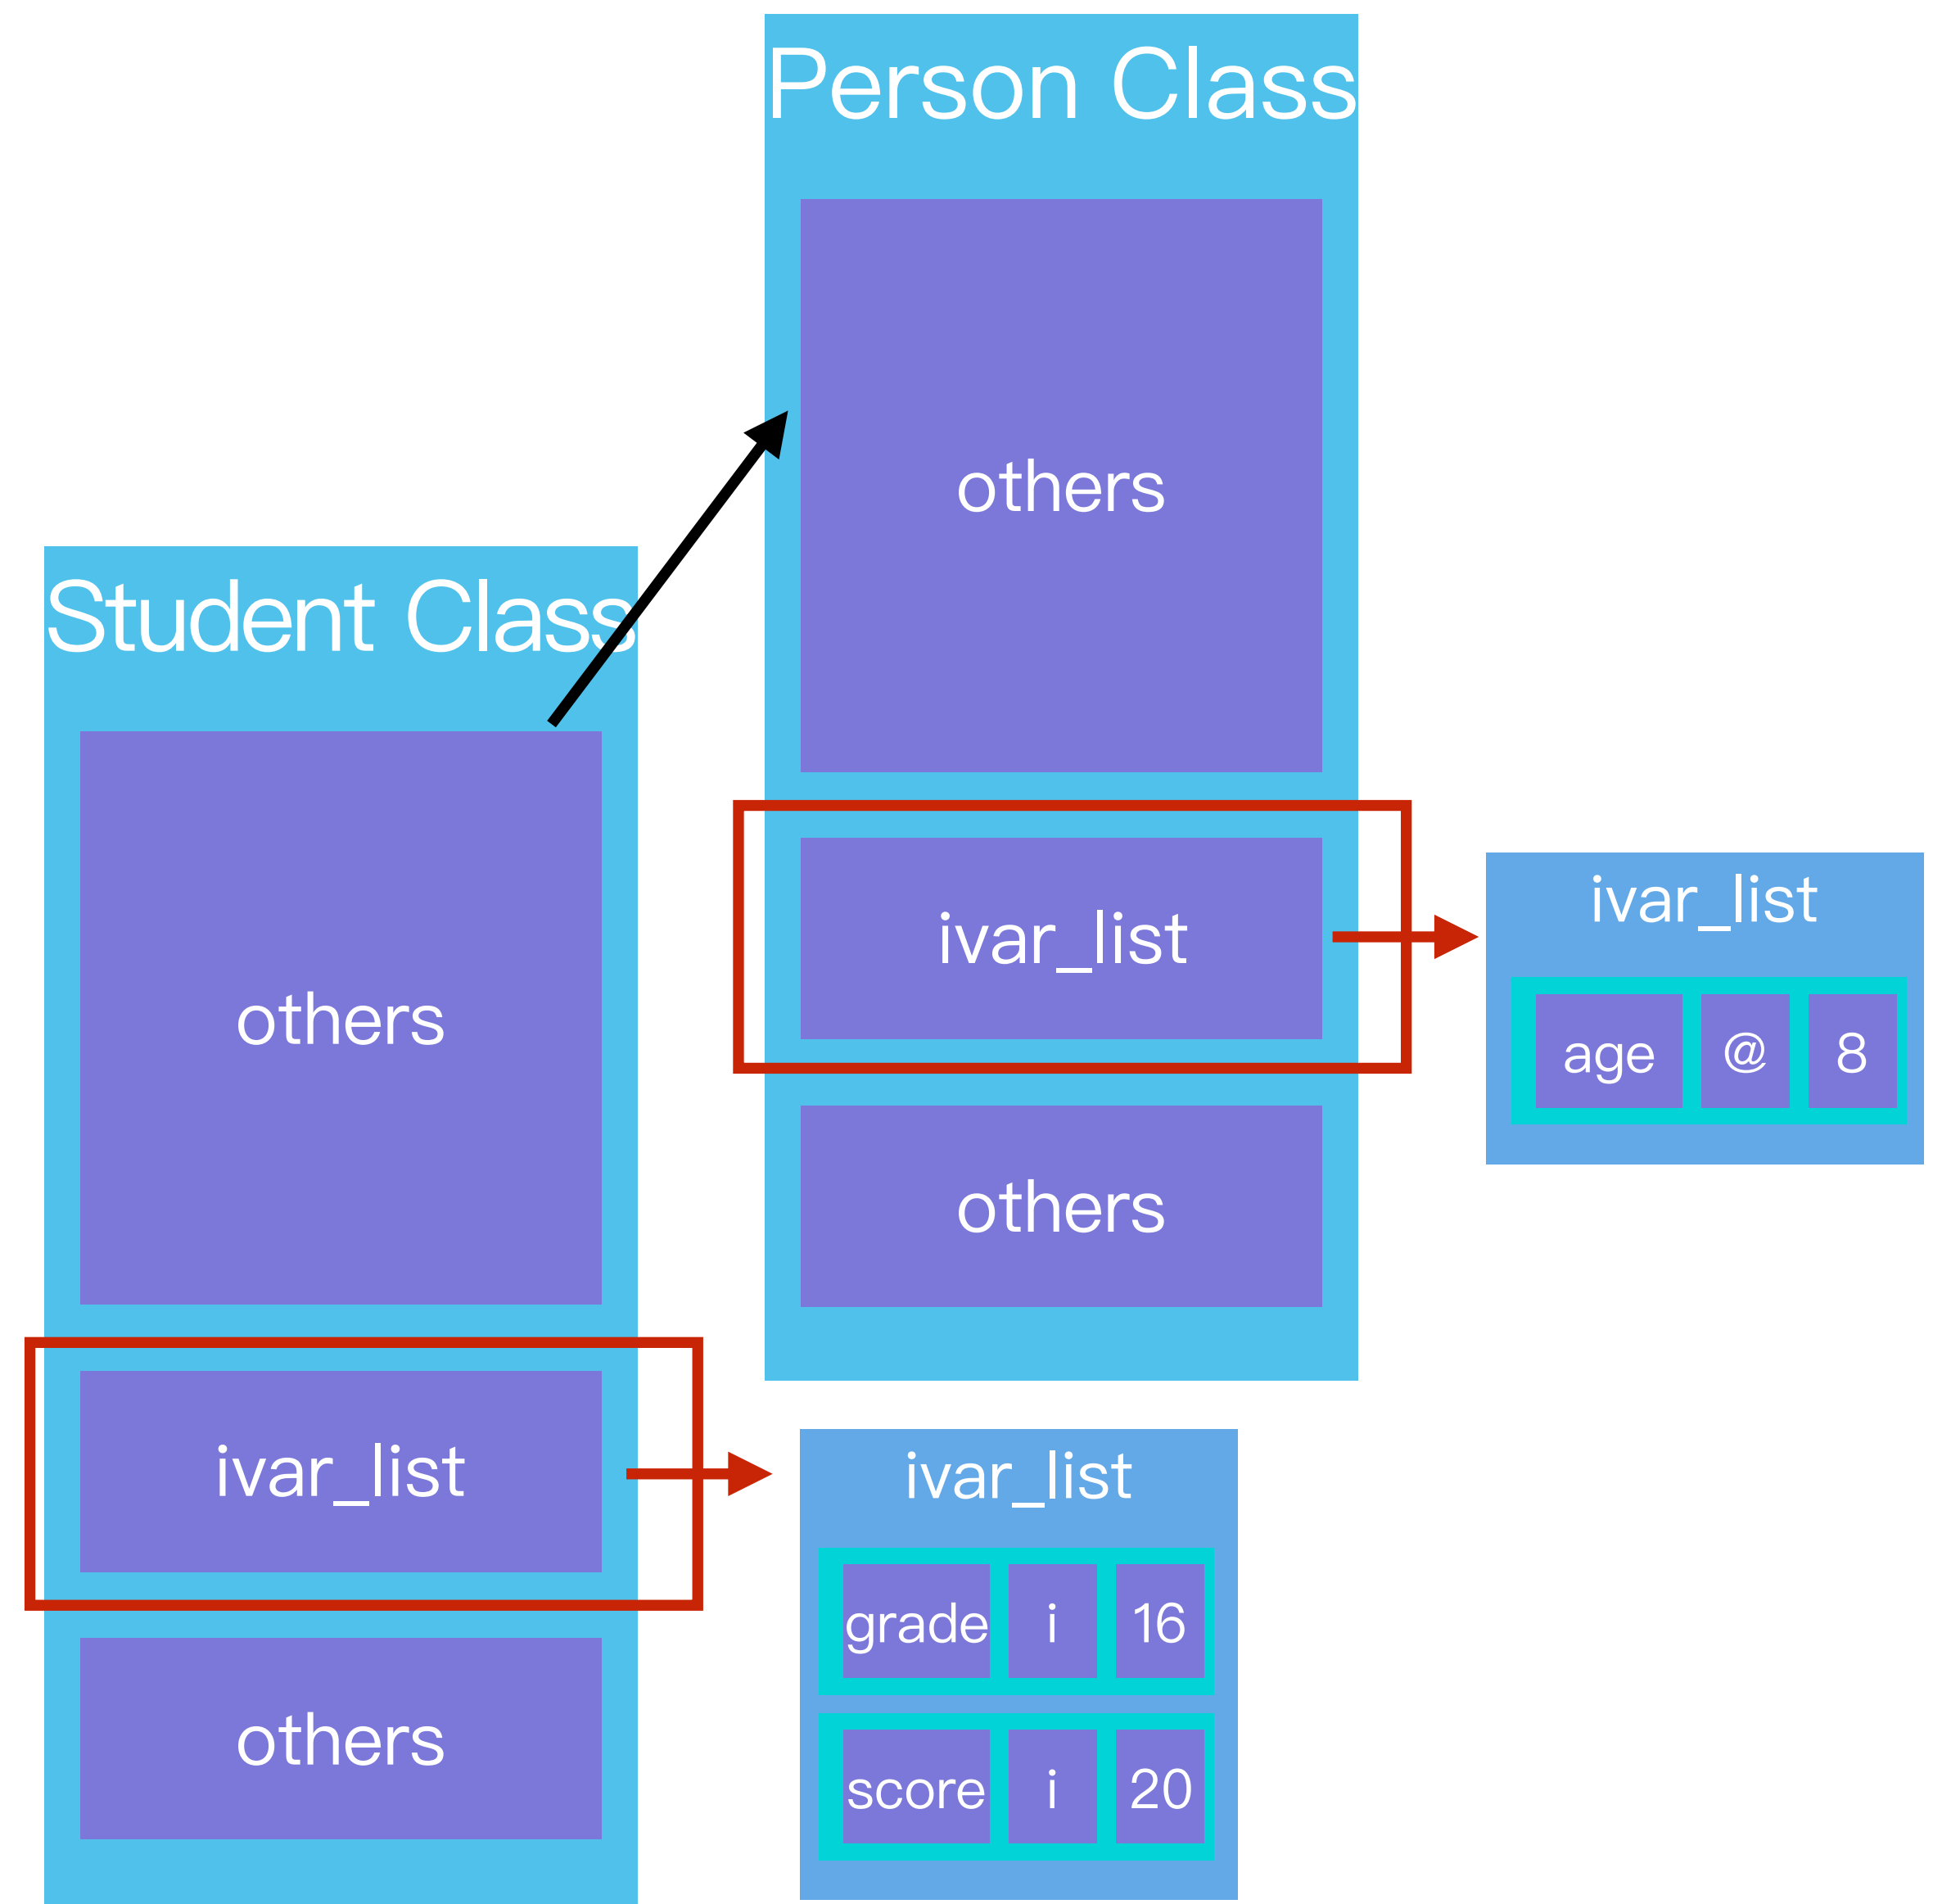 Person Class
others
ivar_list
others
Student Class
others
ivar_list
others
ivar_list
age @ 8
ivar_list
grade i 16
score i 20